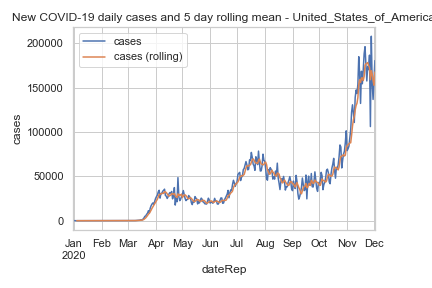 New COVID-19 daily cases and 5 day rolling mean - United_States_of_America
cases
cases (rolling)
200000
150000
100000
50000
0
cases
Jan Feb Mar Apr May Jun Jul Aug Sep Oct Nov Dec
2020
dateRep